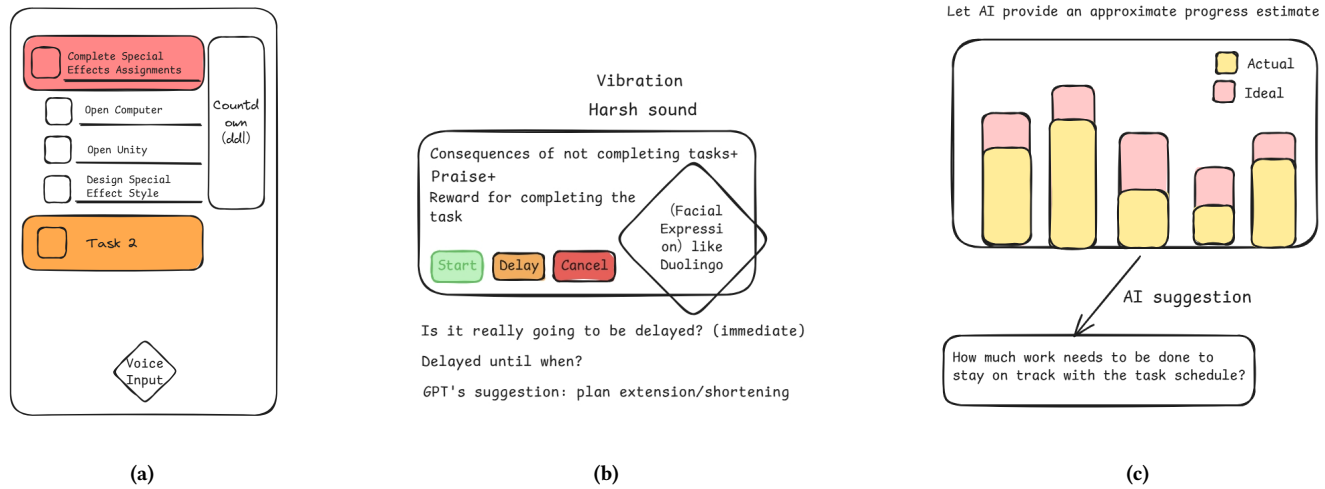 Complete Special
Effects Assignments
Open Computer
Open Unity
Design Special
Effect Style
Countd
own
(ddl)
Task 2
Voice
Input
(a)
Vibration
Harsh sound
Consequences of not completing tasks+
Praise+
Reward for completing the
task
(Facial
Expressi
on) like
Duolingo
Start
Delay
Cancel
Is it really going to be delayed? (immediate)
Delayed until when?
GPT's suggestion: plan extension/shortening
(b)
Let AI provide an approximate progress estimate
Actual
Ideal
AI suggestion
How much work needs to be done to
stay on track with the task schedule?
(c)